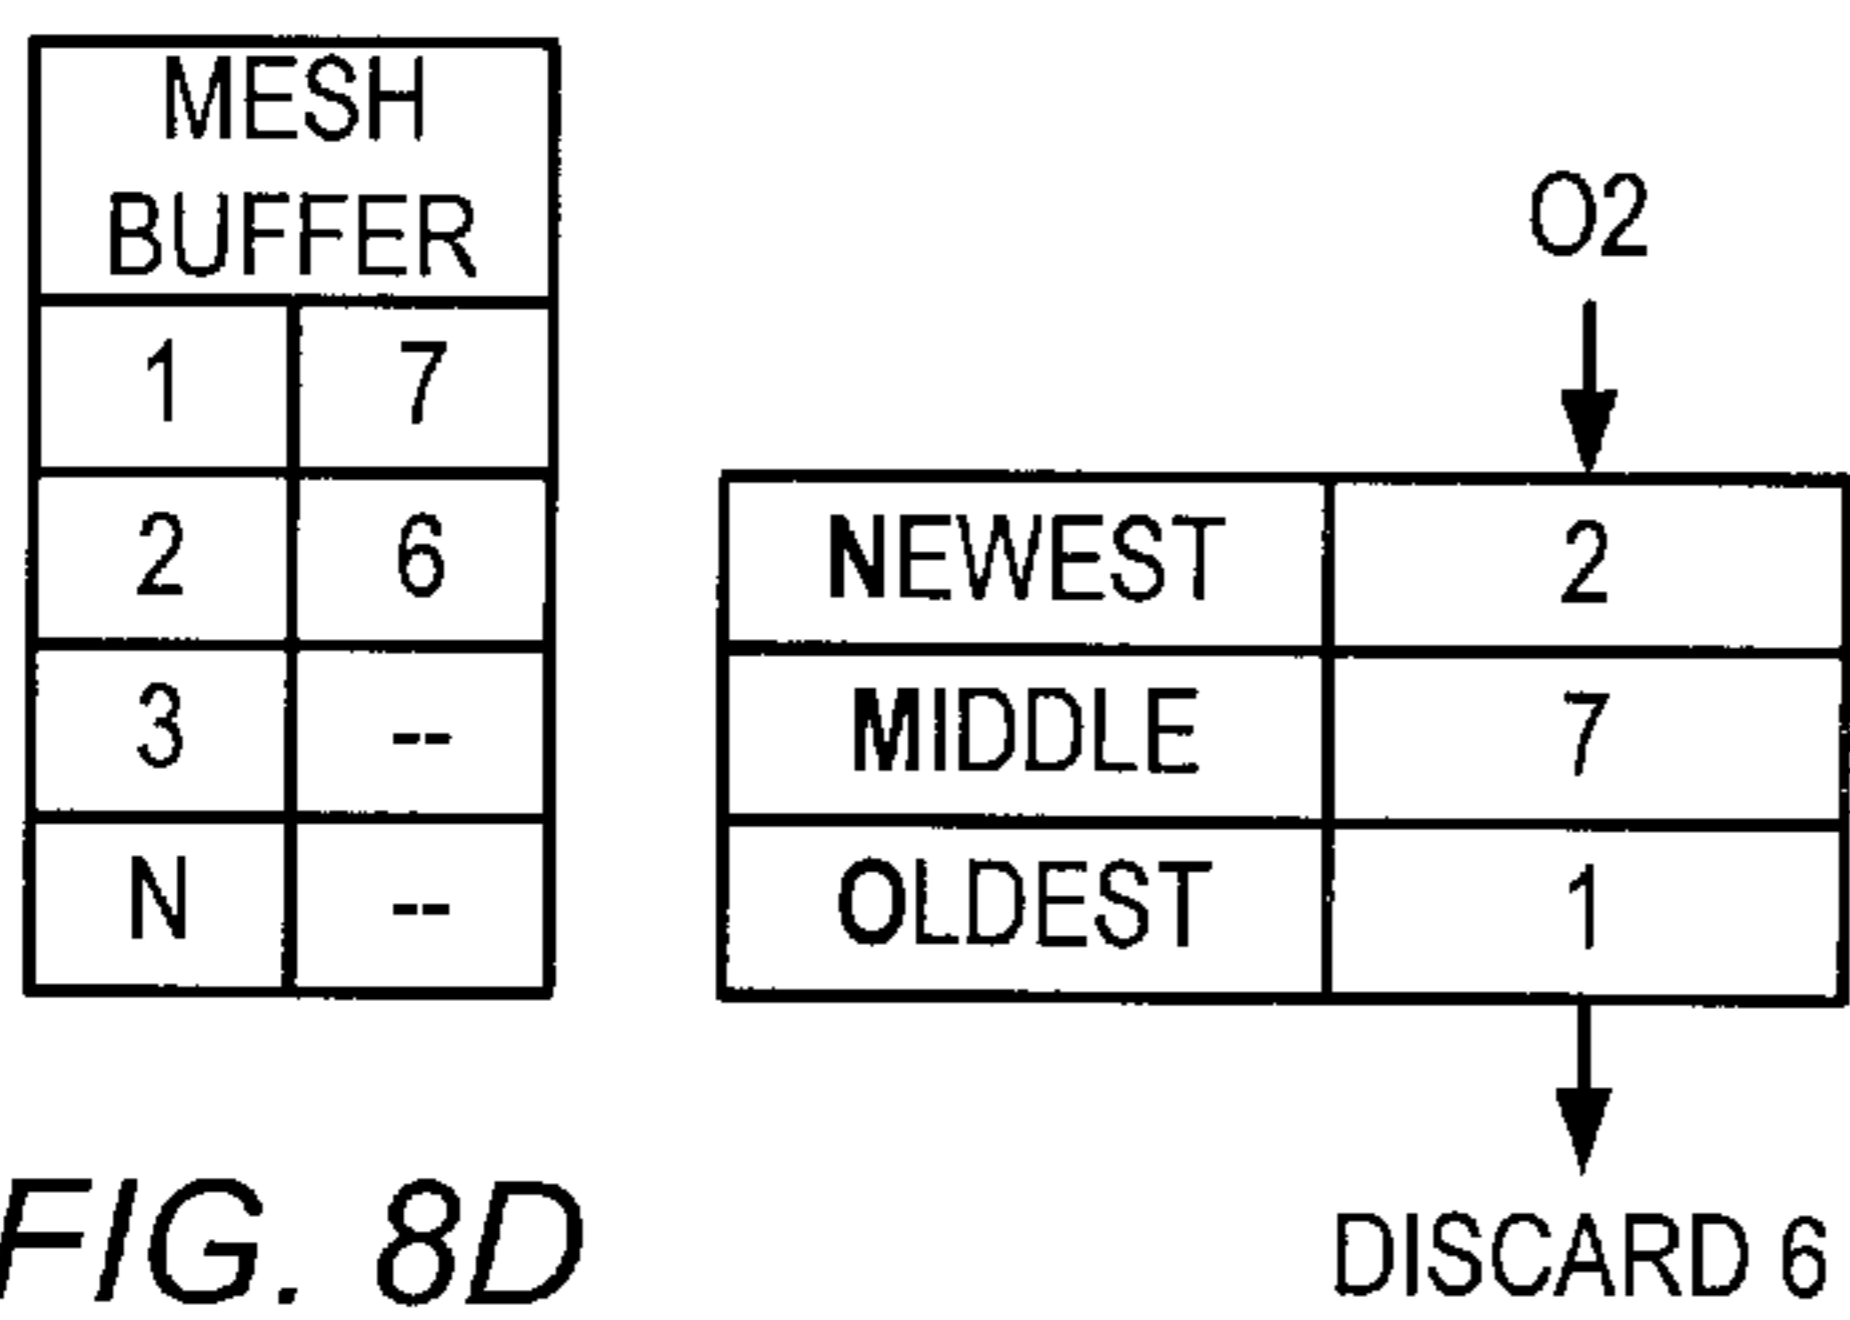 MESH
BUFFER
1 7
2 6
3 --
N --
O2
NEWEST 2
MIDDLE 7
OLDEST 1
DISCARD 6
FIG. 8D